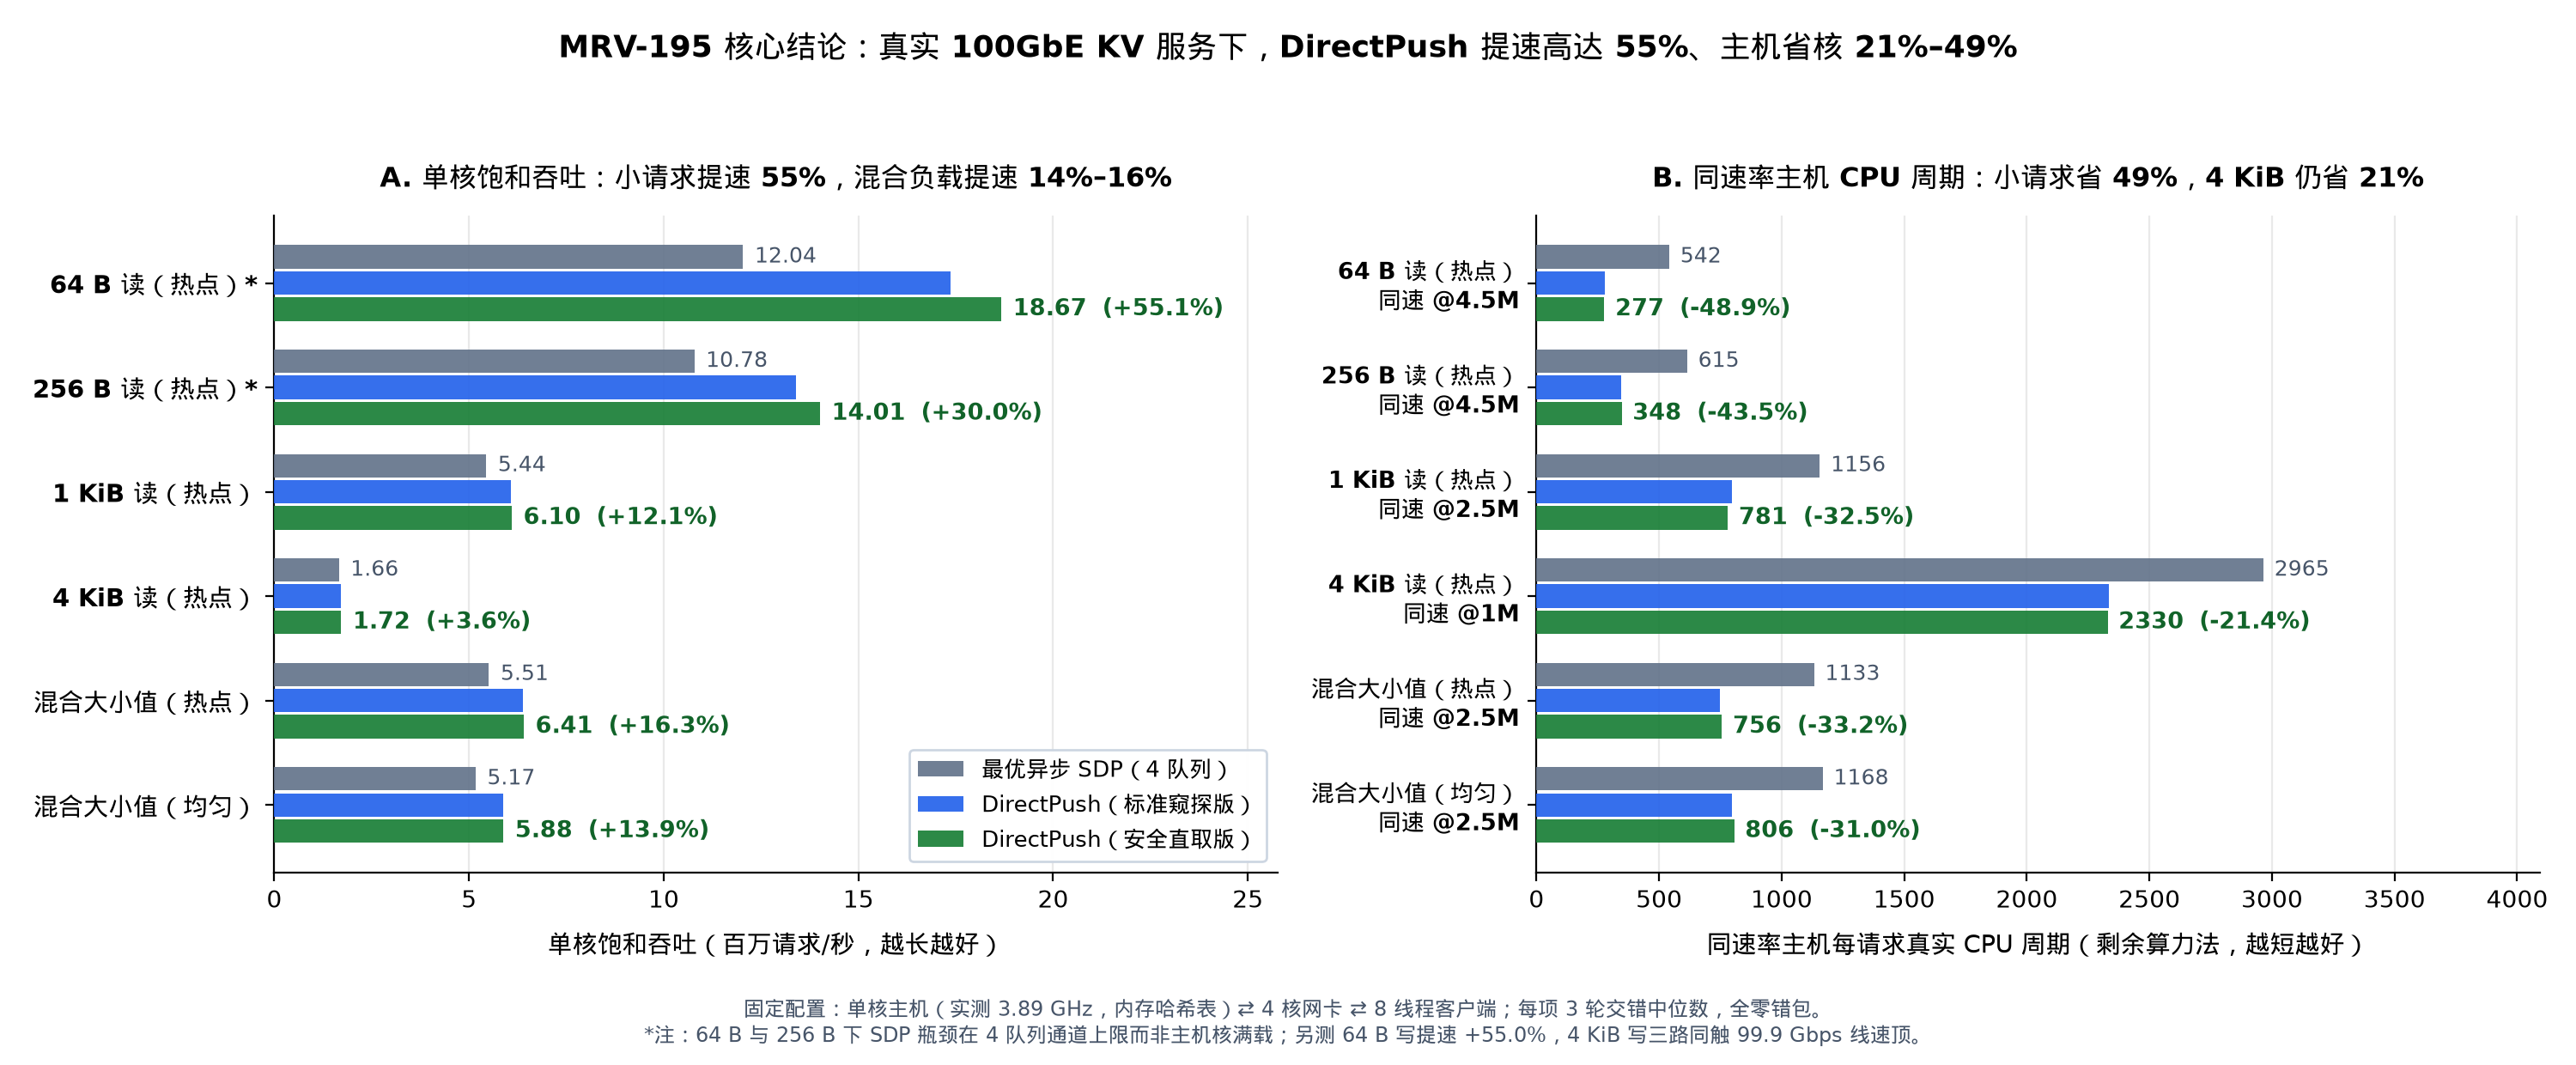 MRV-195 核心结论：真实 100GbE KV 服务下，DirectPush 提速高达 55%、主机省核 21%–49%
A. 单核饱和吞吐：小请求提速 55%，混合负载提速 14%–16%
64 B 读（热点）*
12.04
18.67 (+55.1%)
256 B 读（热点）*
10.78
14.01 (+30.0%)
1 KiB 读（热点）
5.44
6.10 (+12.1%)
4 KiB 读（热点）
1.66
1.72 (+3.6%)
混合大小值（热点）
5.51
6.41 (+16.3%)
混合大小值（均匀）
5.17
5.88 (+13.9%)
最优异步 SDP（4 队列）
DirectPush（标准窥探版）
DirectPush（安全直取版）
0 5 10 15 20 25
单核饱和吞吐（百万请求/秒，越长越好）
B. 同速率主机 CPU 周期：小请求省 49%，4 KiB 仍省 21%
64 B 读（热点）
同速 @4.5M
542
277 (-48.9%)
256 B 读（热点）
同速 @4.5M
615
348 (-43.5%)
1 KiB 读（热点）
同速 @2.5M
1156
781 (-32.5%)
4 KiB 读（热点）
同速 @1M
2965
2330 (-21.4%)
混合大小值（热点）
同速 @2.5M
1133
756 (-33.2%)
混合大小值（均匀）
同速 @2.5M
1168
806 (-31.0%)
0 500 1000 1500 2000 2500 3000 3500 4000
同速率主机每请求真实 CPU 周期（剩余算力法，越短越好）
固定配置：单核主机（实测 3.89 GHz，内存哈希表）⇄ 4 核网卡 ⇄ 8 线程客户端；每项 3 轮交错中位数，全零错包。
*注：64 B 与 256 B 下 SDP 瓶颈在 4 队列通道上限而非主机核满载；另测 64 B 写提速 +55.0%，4 KiB 写三路同触 99.9 Gbps 线速顶。